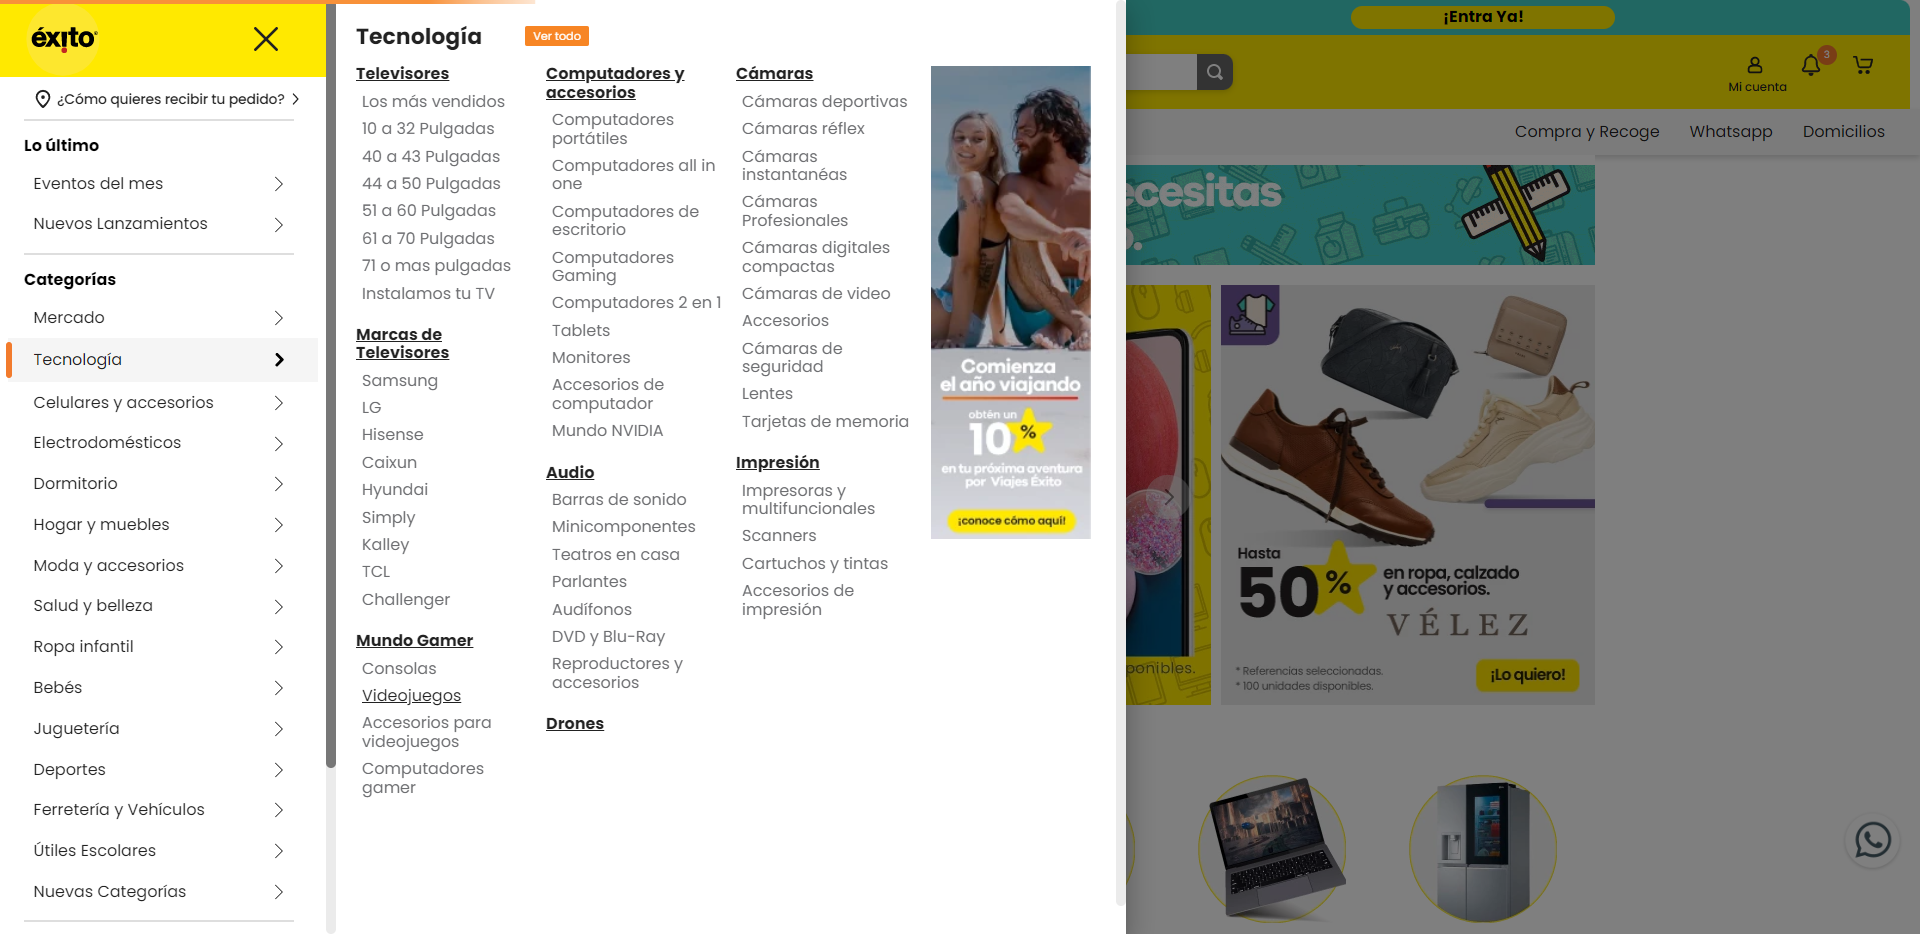 éxito
¿Cómo quieres recibir tu pedido?
Lo último
Eventos del mes
Nuevos Lanzamientos
Categorías
Mercado
Tecnología
Celulares y accesorios
Electrodomésticos
Dormitorio
Hogar y muebles
Moda y accesorios
Salud y belleza
Ropa infantil
Bebés
Juguetería
Deportes
Ferretería y Vehículos
Útiles Escolares
Nuevas Categorías
Tecnología
Ver todo
Televisores
Los más vendidos
10 a 32 Pulgadas
40 a 43 Pulgadas
44 a 50 Pulgadas
51 a 60 Pulgadas
61 a 70 Pulgadas
71 o mas pulgadas
Instalamos tu TV
Marcas de
Televisores
Samsung
LG
Hisense
Caixun
Hyundai
Simply
Kalley
TCL
Challenger
Mundo Gamer
Consolas
Videojuegos
Accesorios para
videojuegos
Computadores
gamer
Computadores y
accesorios
Computadores
portátiles
Computadores all in
one
Computadores de
escritorio
Computadores
Gaming
Computadores 2 en 1
Tablets
Monitores
Accesorios de
computador
Mundo NVIDIA
Audio
Barras de sonido
Minicomponentes
Teatros en casa
Parlantes
Audífonos
DVD y Blu-Ray
Reproductores y
accesorios
Drones
Cámaras
Cámaras deportivas
Cámaras réflex
Cámaras
instantanéas
Cámaras
Profesionales
Cámaras digitales
compactas
Cámaras de video
Accesorios
Cámaras de
seguridad
Lentes
Tarjetas de memoria
Impresión
Impresoras y
multifuncionales
Scanners
Cartuchos y tintas
Accesorios de
impresión
Comienza
el año viajando
obtén un
10%
en tu próxima aventura
por Viajes Éxito
¡conoce cómo aquí!
¡Entra Ya!
3
Mi cuenta
Compra y Recoge
Whatsapp
Domicilios
ecesitas
o.
ponibles.
Hasta
50%
en ropa, calzado
y accesorios.
VÉLEZ
* Referencias seleccionadas.
* 100 unidades disponibles.
¡Lo quiero!